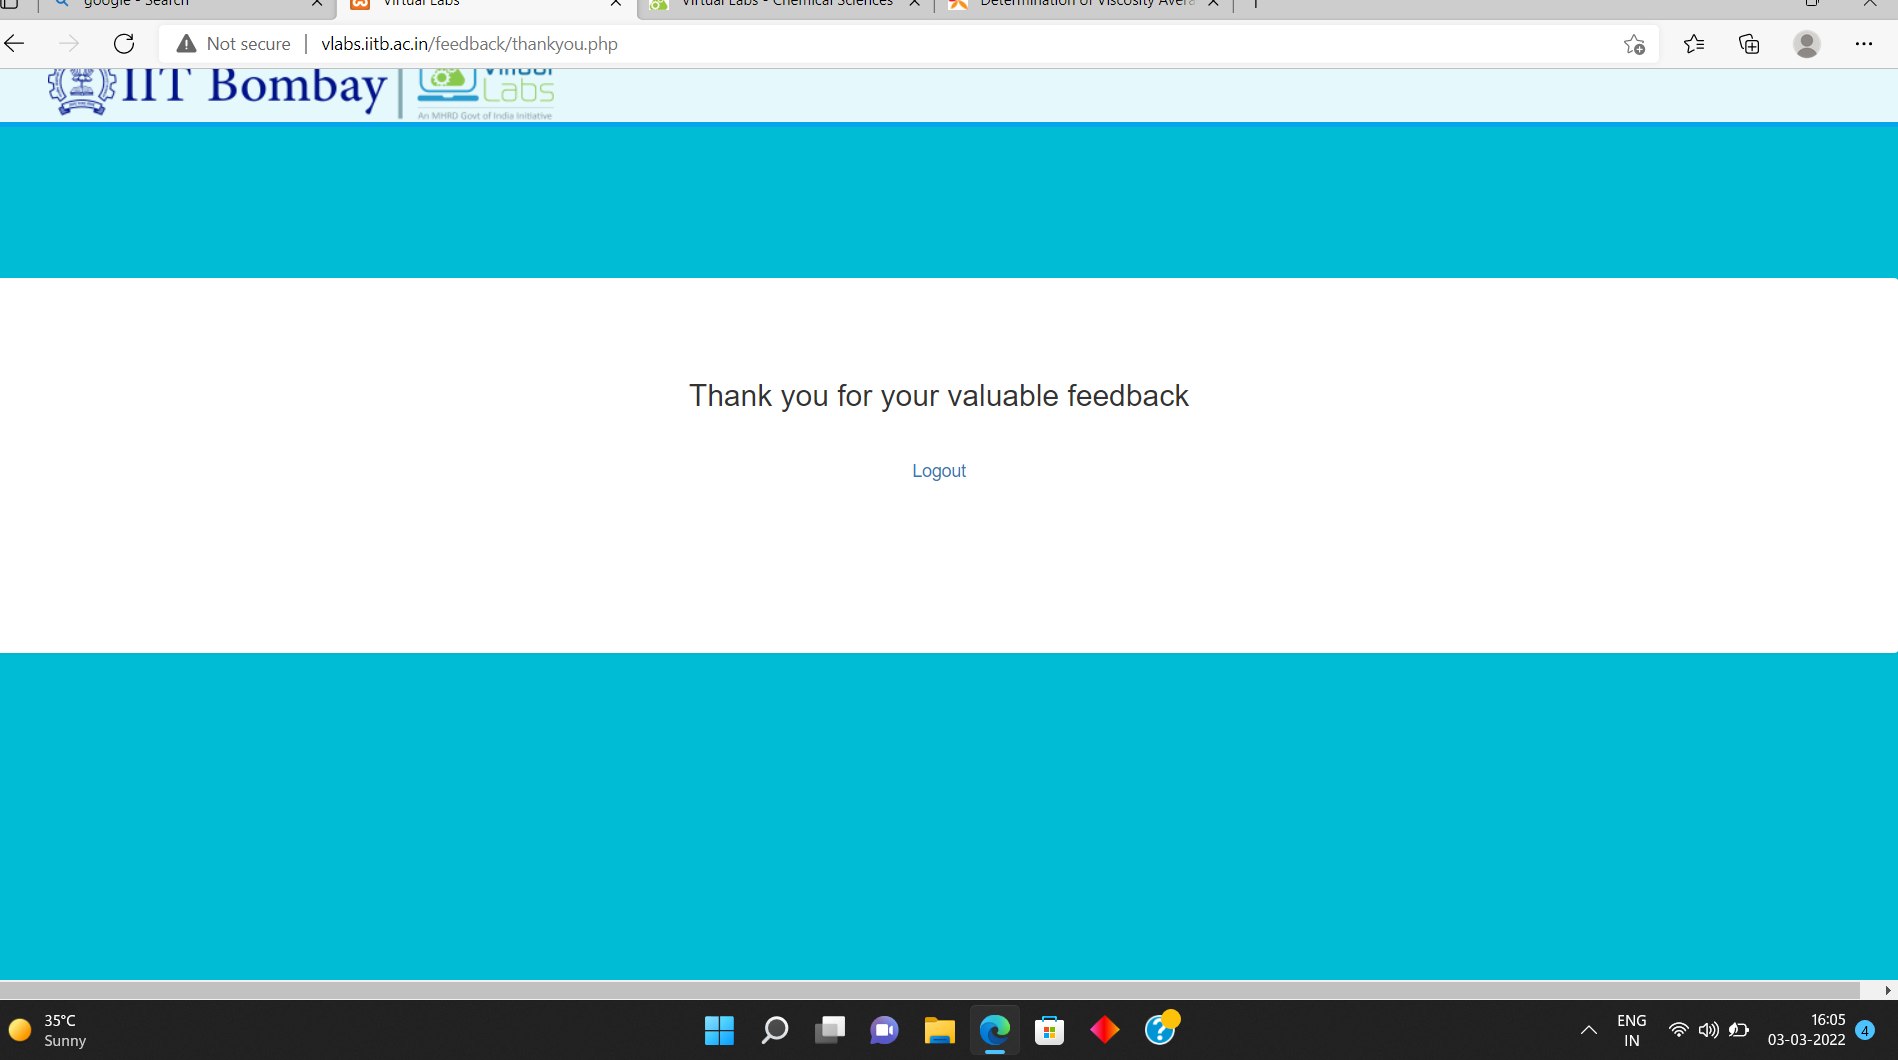 google - Search
Virtual Labs
Virtual Labs - Chemical Sciences
Determination of Viscosity Avera
Not secure
vlabs.iitb.ac.in/feedback/thankyou.php
IIT Bombay
Virtual
Labs
An MHRD Govt of India Initiative
Thank you for your valuable feedback
Logout
35°C
Sunny
ENG
IN
16:05
03-03-2022
4